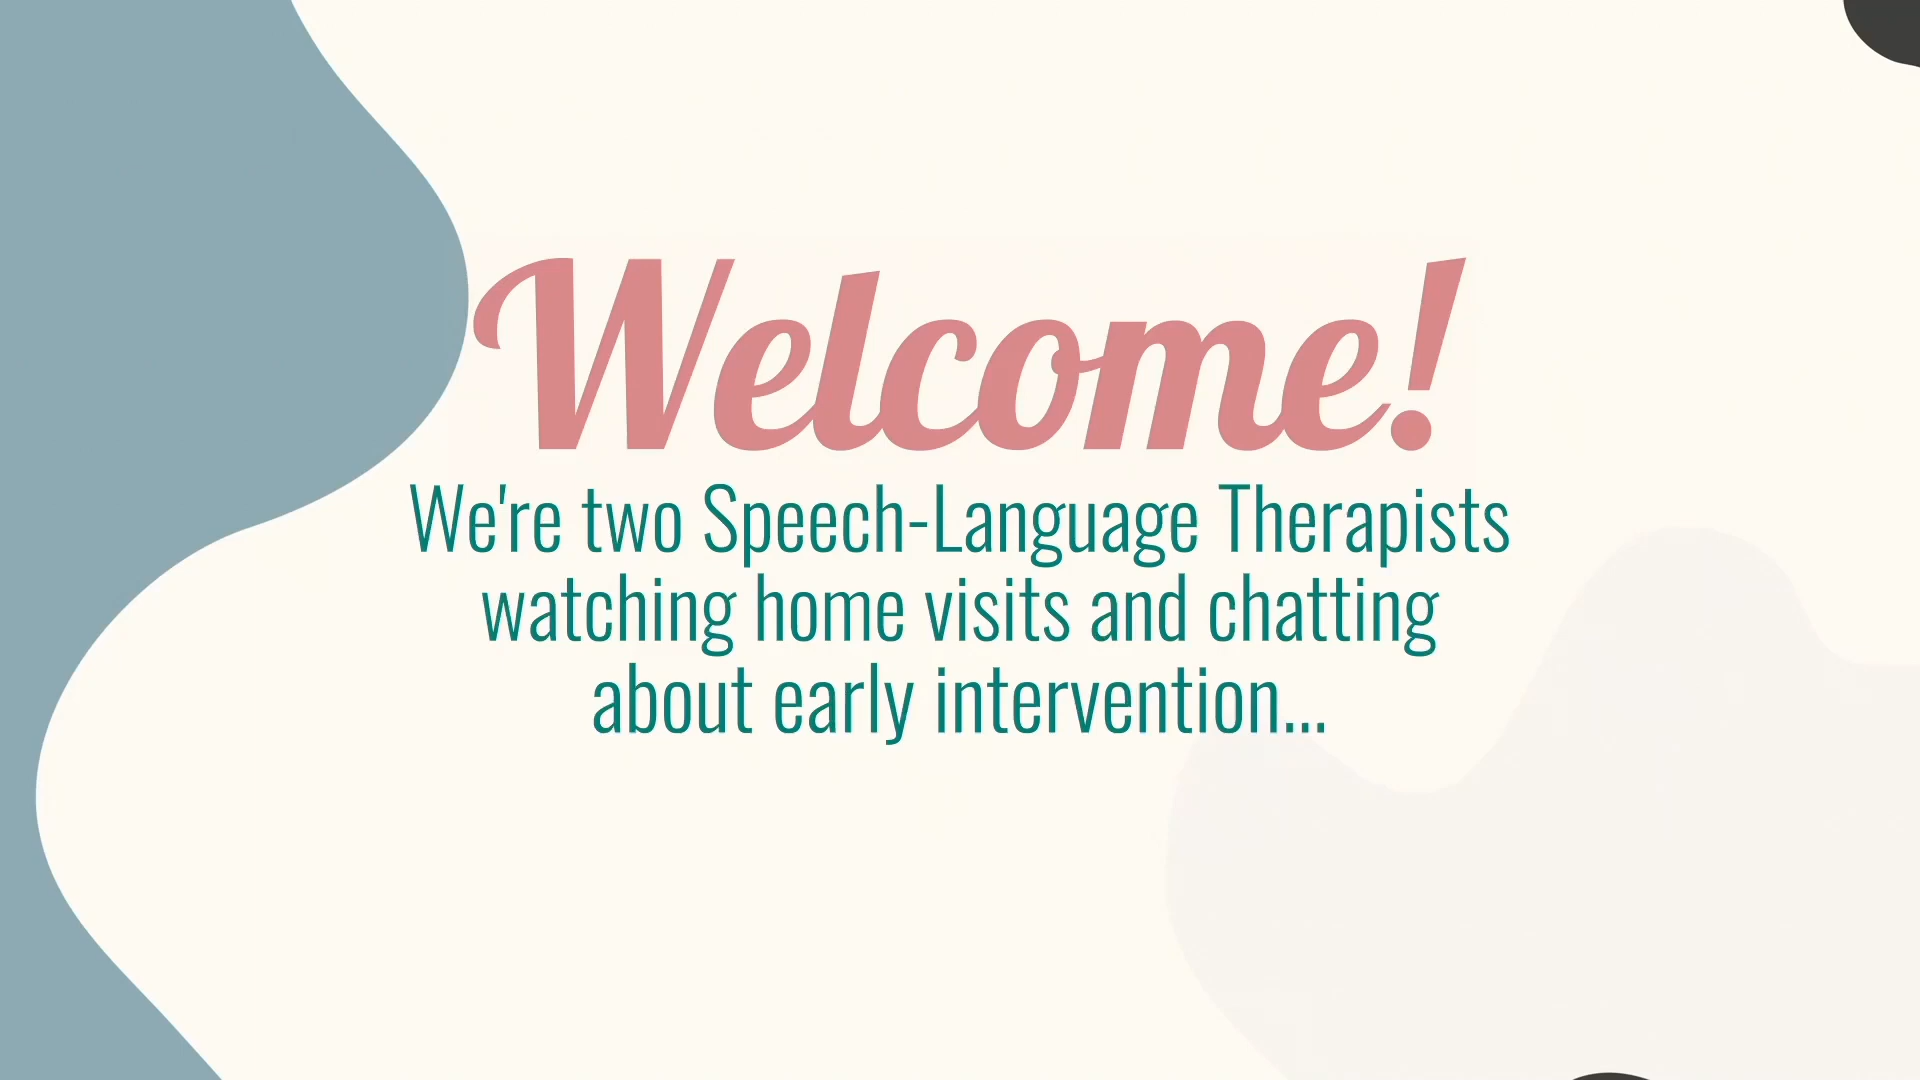 Welcome!
We're two Speech-Language Therapists
watching home visits and chatting
about early intervention...